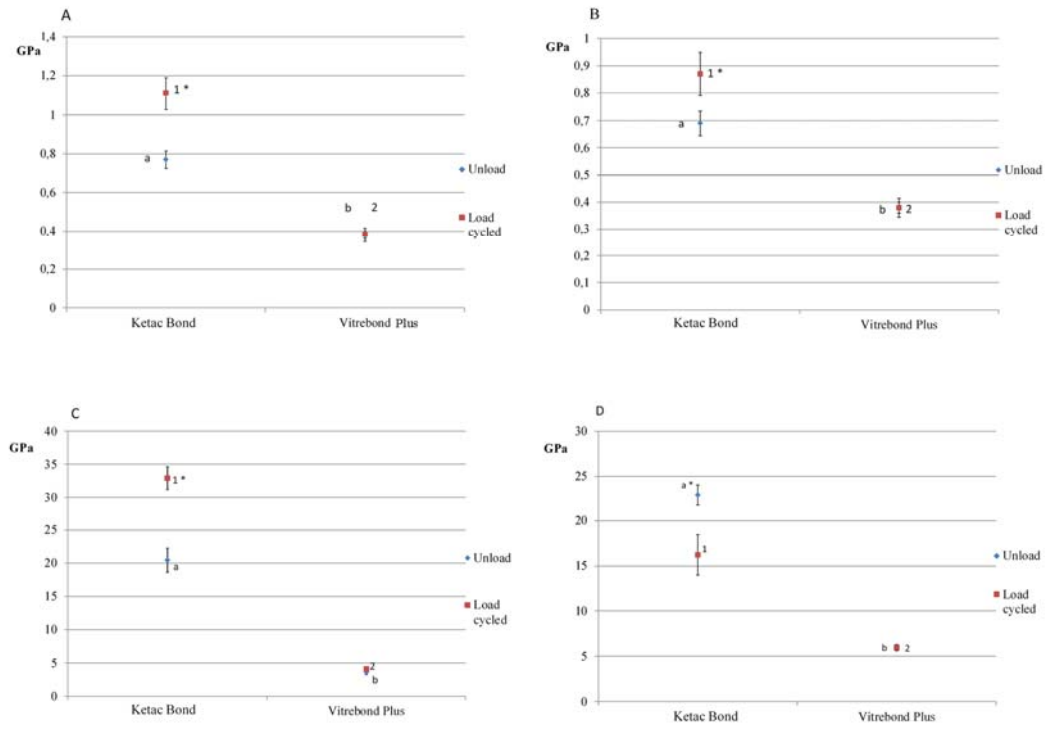 A
GPa
1,4
1,2
1
0,8
0,6
0,4
0,2
0
1 *
a
b 2
Ketac Bond
Vitrebond Plus
Unload
Load
cycled
B
GPa
1
0,9
0,8
0,7
0,6
0,5
0,4
0,3
0,2
0,1
0
1 *
a
b 2
Ketac Bond
Vitrebond Plus
Unload
Load
cycled
C
GPa
40
35
30
25
20
15
10
5
0
1 *
a
2
b
Ketac Bond
Vitrebond Plus
Unload
Load
cycled
D
GPa
30
25
20
15
10
5
0
a *
1
b 2
Ketac Bond
Vitrebond Plus
Unload
Load
cycled